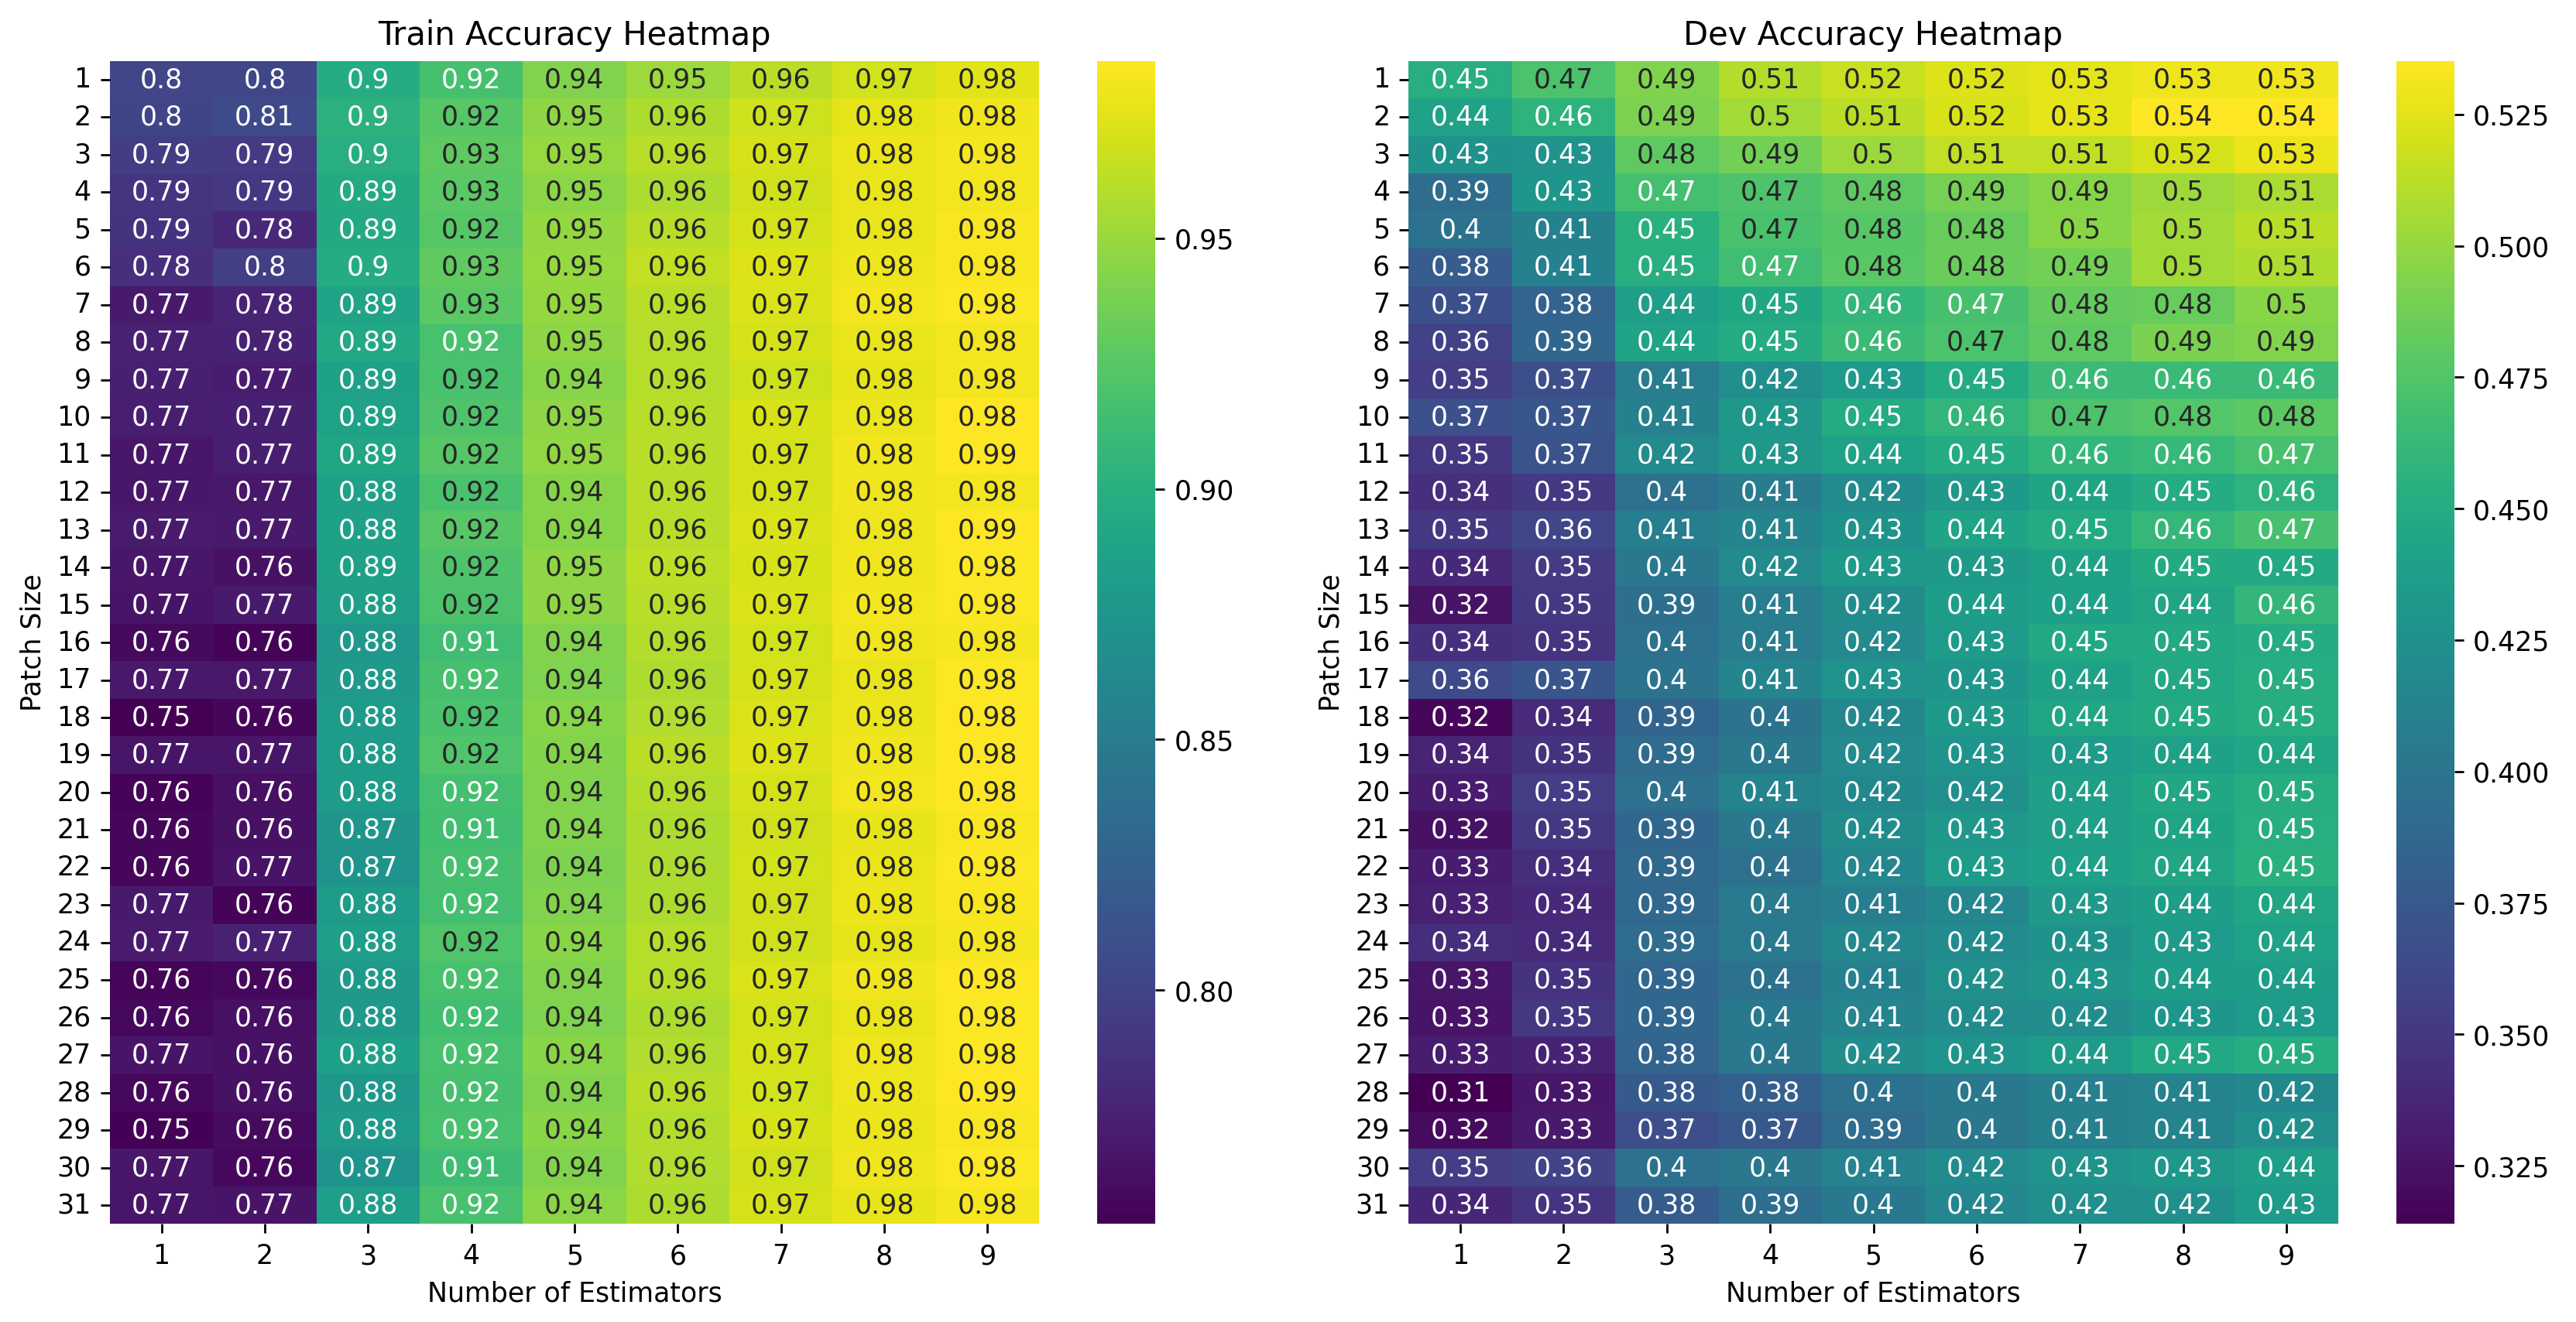 Train Accuracy Heatmap
Patch Size
1 0.8 0.8 0.9 0.92 0.94 0.95 0.96 0.97 0.98
2 0.8 0.81 0.9 0.92 0.95 0.96 0.97 0.98 0.98
3 0.79 0.79 0.9 0.93 0.95 0.96 0.97 0.98 0.98
4 0.79 0.79 0.89 0.93 0.95 0.96 0.97 0.98 0.98
5 0.79 0.78 0.89 0.92 0.95 0.96 0.97 0.98 0.98
6 0.78 0.8 0.9 0.93 0.95 0.96 0.97 0.98 0.98
7 0.77 0.78 0.89 0.93 0.95 0.96 0.97 0.98 0.98
8 0.77 0.78 0.89 0.92 0.95 0.96 0.97 0.98 0.98
9 0.77 0.77 0.89 0.92 0.94 0.96 0.97 0.98 0.98
10 0.77 0.77 0.89 0.92 0.95 0.96 0.97 0.98 0.98
11 0.77 0.77 0.89 0.92 0.95 0.96 0.97 0.98 0.99
12 0.77 0.77 0.88 0.92 0.94 0.96 0.97 0.98 0.98
13 0.77 0.77 0.88 0.92 0.94 0.96 0.97 0.98 0.99
14 0.77 0.76 0.89 0.92 0.95 0.96 0.97 0.98 0.98
15 0.77 0.77 0.88 0.92 0.95 0.96 0.97 0.98 0.98
16 0.76 0.76 0.88 0.91 0.94 0.96 0.97 0.98 0.98
17 0.77 0.77 0.88 0.92 0.94 0.96 0.97 0.98 0.98
18 0.75 0.76 0.88 0.92 0.94 0.96 0.97 0.98 0.98
19 0.77 0.77 0.88 0.92 0.94 0.96 0.97 0.98 0.98
20 0.76 0.76 0.88 0.92 0.94 0.96 0.97 0.98 0.98
21 0.76 0.76 0.87 0.91 0.94 0.96 0.97 0.98 0.98
22 0.76 0.77 0.87 0.92 0.94 0.96 0.97 0.98 0.98
23 0.77 0.76 0.88 0.92 0.94 0.96 0.97 0.98 0.98
24 0.77 0.77 0.88 0.92 0.94 0.96 0.97 0.98 0.98
25 0.76 0.76 0.88 0.92 0.94 0.96 0.97 0.98 0.98
26 0.76 0.76 0.88 0.92 0.94 0.96 0.97 0.98 0.98
27 0.77 0.76 0.88 0.92 0.94 0.96 0.97 0.98 0.98
28 0.76 0.76 0.88 0.92 0.94 0.96 0.97 0.98 0.99
29 0.75 0.76 0.88 0.92 0.94 0.96 0.97 0.98 0.98
30 0.77 0.76 0.87 0.91 0.94 0.96 0.97 0.98 0.98
31 0.77 0.77 0.88 0.92 0.94 0.96 0.97 0.98 0.98
1 2 3 4 5 6 7 8 9
Number of Estimators
0.95
0.90
0.85
0.80
Dev Accuracy Heatmap
Patch Size
1 0.45 0.47 0.49 0.51 0.52 0.52 0.53 0.53 0.53
2 0.44 0.46 0.49 0.5 0.51 0.52 0.53 0.54 0.54
3 0.43 0.43 0.48 0.49 0.5 0.51 0.51 0.52 0.53
4 0.39 0.43 0.47 0.47 0.48 0.49 0.49 0.5 0.51
5 0.4 0.41 0.45 0.47 0.48 0.48 0.5 0.5 0.51
6 0.38 0.41 0.45 0.47 0.48 0.48 0.49 0.5 0.51
7 0.37 0.38 0.44 0.45 0.46 0.47 0.48 0.48 0.5
8 0.36 0.39 0.44 0.45 0.46 0.47 0.48 0.49 0.49
9 0.35 0.37 0.41 0.42 0.43 0.45 0.46 0.46 0.46
10 0.37 0.37 0.41 0.43 0.45 0.46 0.47 0.48 0.48
11 0.35 0.37 0.42 0.43 0.44 0.45 0.46 0.46 0.47
12 0.34 0.35 0.4 0.41 0.42 0.43 0.44 0.45 0.46
13 0.35 0.36 0.41 0.41 0.43 0.44 0.45 0.46 0.47
14 0.34 0.35 0.4 0.42 0.43 0.43 0.44 0.45 0.45
15 0.32 0.35 0.39 0.41 0.42 0.44 0.44 0.44 0.46
16 0.34 0.35 0.4 0.41 0.42 0.43 0.45 0.45 0.45
17 0.36 0.37 0.4 0.41 0.43 0.43 0.44 0.45 0.45
18 0.32 0.34 0.39 0.4 0.42 0.43 0.44 0.45 0.45
19 0.34 0.35 0.39 0.4 0.42 0.43 0.43 0.44 0.44
20 0.33 0.35 0.4 0.41 0.42 0.42 0.44 0.45 0.45
21 0.32 0.35 0.39 0.4 0.42 0.43 0.44 0.44 0.45
22 0.33 0.34 0.39 0.4 0.42 0.43 0.44 0.44 0.45
23 0.33 0.34 0.39 0.4 0.41 0.42 0.43 0.44 0.44
24 0.34 0.34 0.39 0.4 0.42 0.42 0.43 0.43 0.44
25 0.33 0.35 0.39 0.4 0.41 0.42 0.43 0.44 0.44
26 0.33 0.35 0.39 0.4 0.41 0.42 0.42 0.43 0.43
27 0.33 0.33 0.38 0.4 0.42 0.43 0.44 0.45 0.45
28 0.31 0.33 0.38 0.38 0.4 0.4 0.41 0.41 0.42
29 0.32 0.33 0.37 0.37 0.39 0.4 0.41 0.41 0.42
30 0.35 0.36 0.4 0.4 0.41 0.42 0.43 0.43 0.44
31 0.34 0.35 0.38 0.39 0.4 0.42 0.42 0.42 0.43
1 2 3 4 5 6 7 8 9
Number of Estimators
0.525
0.500
0.475
0.450
0.425
0.400
0.375
0.350
0.325